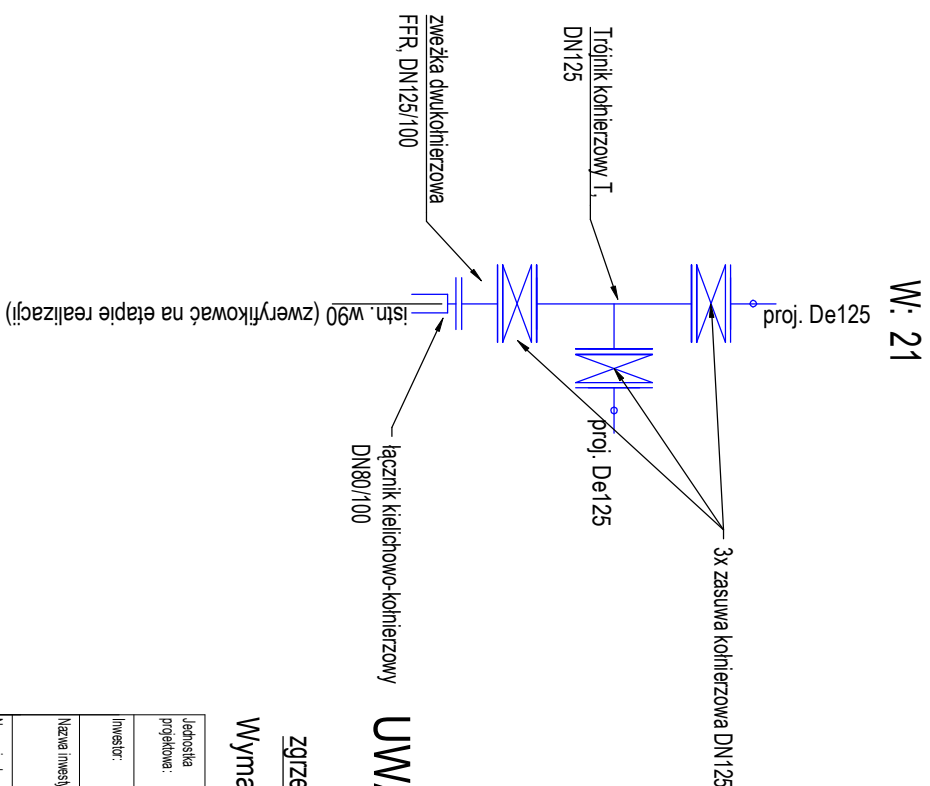 W: 21
proj. De125
3x zasuwa kołnierzowa DN125
Trójnik kołnierzowy T,
DN125
proj. De125
zwężka dwukołnierzowa
FFR, DN125/100
łącznik kielichowo-kołnierzowy
DN80/100
istn. w90 (zweryfikować na etapie realizacji)
Jednostka
projektowa:
Inwestor: